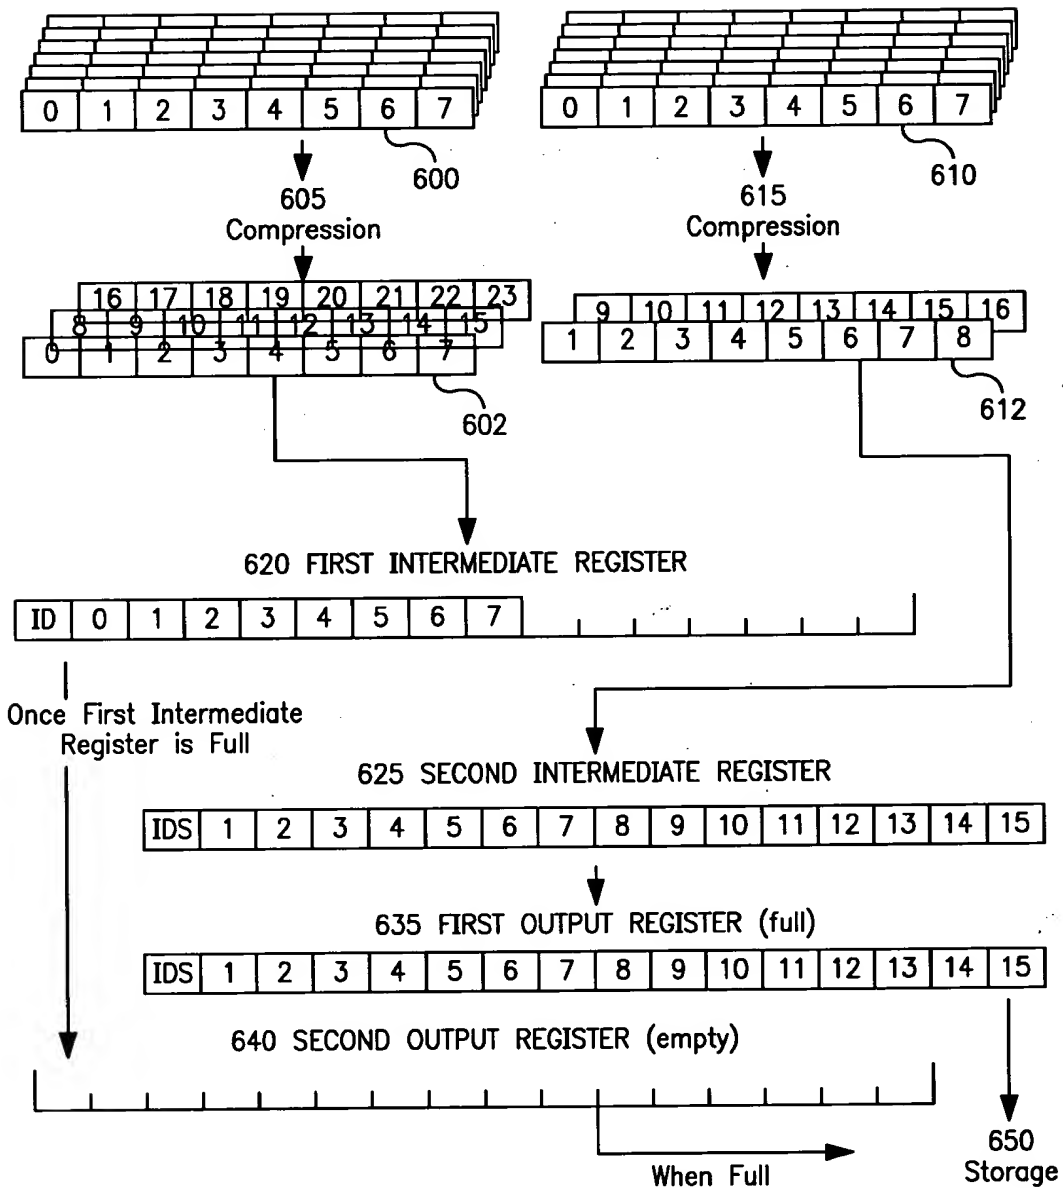 0 1 2 3 4 5 6 7
0 1 2 3 4 5 6 7
600
610
605
Compression
615
Compression
16 17 18 19 20 21 22 23
8 9 10 11 12 13 14 15
0 1 2 3 4 5 6 7
602
9 10 11 12 13 14 15 16
1 2 3 4 5 6 7 8
612
620 FIRST INTERMEDIATE REGISTER
ID 0 1 2 3 4 5 6 7
Once First Intermediate
Register is Full
625 SECOND INTERMEDIATE REGISTER
IDS 1 2 3 4 5 6 7 8 9 10 11 12 13 14 15
635 FIRST OUTPUT REGISTER (full)
IDS 1 2 3 4 5 6 7 8 9 10 11 12 13 14 15
640 SECOND OUTPUT REGISTER (empty)
When Full
650
Storage